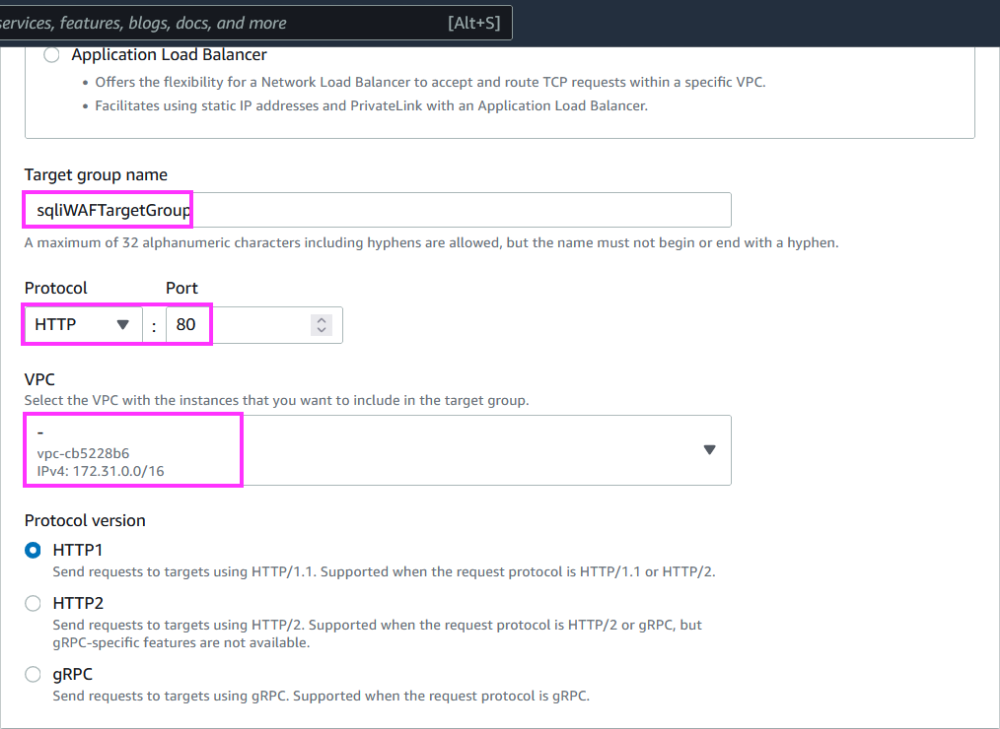 services, features, blogs, docs, and more [Alt+S]
Application Load Balancer
• Offers the flexibility for a Network Load Balancer to accept and route TCP requests within a specific VPC.
• Facilitates using static IP addresses and PrivateLink with an Application Load Balancer.
Target group name
sqliWAFTargetGroup
A maximum of 32 alphanumeric characters including hyphens are allowed, but the name must not begin or end with a hyphen.
Protocol Port
HTTP : 80
VPC
Select the VPC with the instances that you want to include in the target group.
-
vpc-cb5228b6
IPv4: 172.31.0.0/16
Protocol version
HTTP1
Send requests to targets using HTTP/1.1. Supported when the request protocol is HTTP/1.1 or HTTP/2.
HTTP2
Send requests to targets using HTTP/2. Supported when the request protocol is HTTP/2 or gRPC, but
gRPC-specific features are not available.
gRPC
Send requests to targets using gRPC. Supported when the request protocol is gRPC.